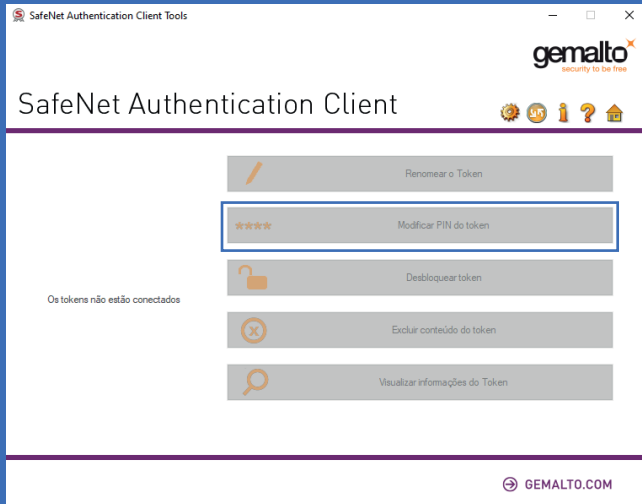 SafeNet Authentication Client Tools
gemalto
security to be free
SafeNet Authentication Client
Renomear o Token
Modificar PIN do token
Desbloquear token
Os tokens não estão conectados
Excluir conteúdo do token
Visualizar informações do Token
GEMALTO.COM